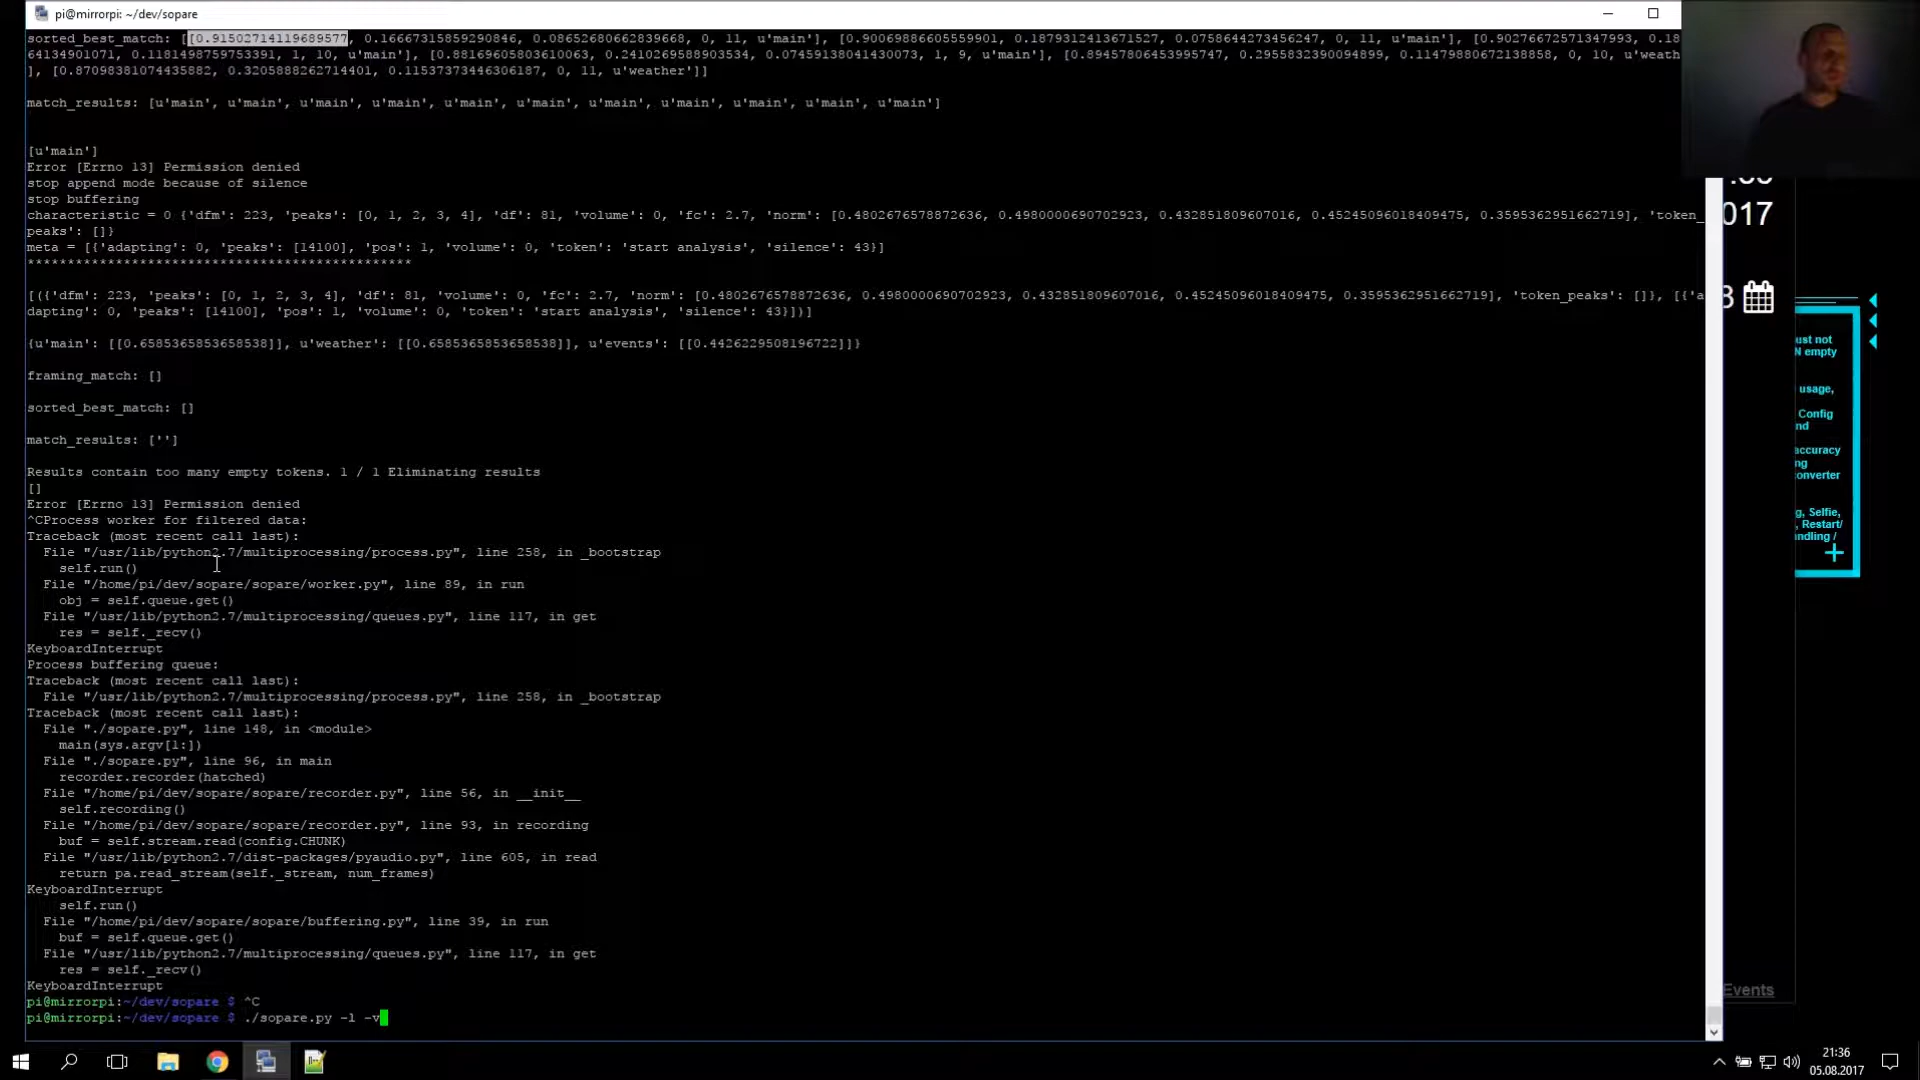 pi@mirrorpi: ~/dev/sopare
sorted_best_match: [[0.91502714119689577, 0.16667315859290846, 0.08652680662839668, 0, 11, u'main'], [0.90069886605559901, 0.1879312413671527, 0.0758644273456247, 0, 11, u'main'], [0.90276672571347993, 0.18
64134901071, 0.1181498759753391, 1, 10, u'main'], [0.88169605803610063, 0.2410269588903534, 0.07459138041430073, 1, 9, u'main'], [0.89457806453995747, 0.2955832390094899, 0.11479880672138858, 0, 10, u'weath
], [0.87098381074435882, 0.3205888262714401, 0.11537373446306187, 0, 11, u'weather']]
match_results: [u'main', u'main', u'main', u'main', u'main', u'main', u'main', u'main', u'main', u'main', u'main']
[u'main']
Error [Errno 13] Permission denied
stop append mode because of silence
stop buffering
characteristic = 0 {'dfm': 223, 'peaks': [0, 1, 2, 3, 4], 'df': 81, 'volume': 0, 'fc': 2.7, 'norm': [0.4802676578872636, 0.4980000690702923, 0.432851809607016, 0.45245096018409475, 0.3595362951662719], 'token_
peaks': []}
meta = [{'adapting': 0, 'peaks': [14100], 'pos': 1, 'volume': 0, 'token': 'start analysis', 'silence': 43}]
************************************************
[({'dfm': 223, 'peaks': [0, 1, 2, 3, 4], 'df': 81, 'volume': 0, 'fc': 2.7, 'norm': [0.4802676578872636, 0.4980000690702923, 0.432851809607016, 0.45245096018409475, 0.3595362951662719], 'token_peaks': []}, [{'a
dapting': 0, 'peaks': [14100], 'pos': 1, 'volume': 0, 'token': 'start analysis', 'silence': 43}])]
{u'main': [[0.6585365853658538]], u'weather': [[0.6585365853658538]], u'events': [[0.4426229508196722]]}
framing_match: []
sorted_best_match: []
match_results: ['']
Results contain too many empty tokens. 1 / 1 Eliminating results
[]
Error [Errno 13] Permission denied
^CProcess worker for filtered data:
Traceback (most recent call last):
File "/usr/lib/python2.7/multiprocessing/process.py", line 258, in _bootstrap
self.run()
File "/home/pi/dev/sopare/sopare/worker.py", line 89, in run
obj = self.queue.get()
File "/usr/lib/python2.7/multiprocessing/queues.py", line 117, in get
res = self._recv()
KeyboardInterrupt
Process buffering queue:
Traceback (most recent call last):
File "/usr/lib/python2.7/multiprocessing/process.py", line 258, in _bootstrap
Traceback (most recent call last):
File "./sopare.py", line 148, in <module>
main(sys.argv[1:])
File "./sopare.py", line 96, in main
recorder.recorder(hatched)
File "/home/pi/dev/sopare/sopare/recorder.py", line 56, in __init__
self.recording()
File "/home/pi/dev/sopare/sopare/recorder.py", line 93, in recording
buf = self.stream.read(config.CHUNK)
File "/usr/lib/python2.7/dist-packages/pyaudio.py", line 605, in read
return pa.read_stream(self._stream, num_frames)
KeyboardInterrupt
self.run()
File "/home/pi/dev/sopare/sopare/buffering.py", line 39, in run
buf = self.queue.get()
File "/usr/lib/python2.7/multiprocessing/queues.py", line 117, in get
res = self._recv()
KeyboardInterrupt
pi@mirrorpi:~/dev/sopare $ ^C
pi@mirrorpi:~/dev/sopare $ ./sopare.py -l -v
017
3
ust not
N empty
usage,
Config
nd
accuracy
ng
onverter
g, Selfie,
, Restart/
ndling /
Events
21:36
05.08.2017